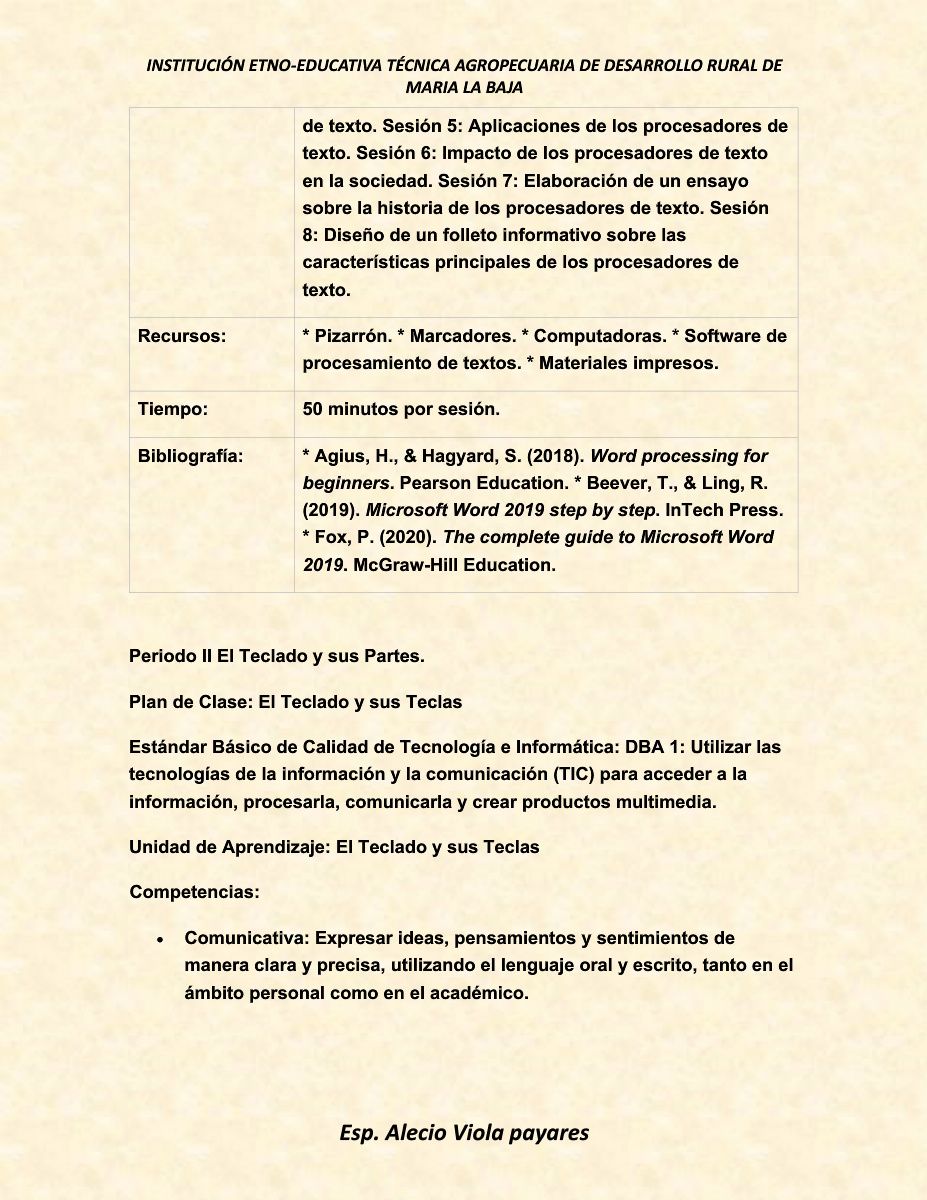 INSTITUCIÓN ETNO-EDUCATIVA TÉCNICA AGROPECUARIA DE DESARROLLO RURAL DE
MARIA LA BAJA
de texto. Sesión 5: Aplicaciones de los procesadores de
texto. Sesión 6: Impacto de los procesadores de texto
en la sociedad. Sesión 7: Elaboración de un ensayo
sobre la historia de los procesadores de texto. Sesión
8: Diseño de un folleto informativo sobre las
características principales de los procesadores de
texto.
Recursos:
* Pizarrón. * Marcadores. * Computadoras. * Software de
procesamiento de textos. * Materiales impresos.
Tiempo:
50 minutos por sesión.
Bibliografía:
* Agius, H., & Hagyard, S. (2018). Word processing for
beginners. Pearson Education. * Beever, T., & Ling, R.
(2019). Microsoft Word 2019 step by step. InTech Press.
* Fox, P. (2020). The complete guide to Microsoft Word
2019. McGraw-Hill Education.
Periodo II El Teclado y sus Partes.
Plan de Clase: El Teclado y sus Teclas
Estándar Básico de Calidad de Tecnología e Informática: DBA 1: Utilizar las
tecnologías de la información y la comunicación (TIC) para acceder a la
información, procesarla, comunicarla y crear productos multimedia.
Unidad de Aprendizaje: El Teclado y sus Teclas
Competencias:
• Comunicativa: Expresar ideas, pensamientos y sentimientos de
manera clara y precisa, utilizando el lenguaje oral y escrito, tanto en el
ámbito personal como en el académico.
Esp. Alecio Viola payares